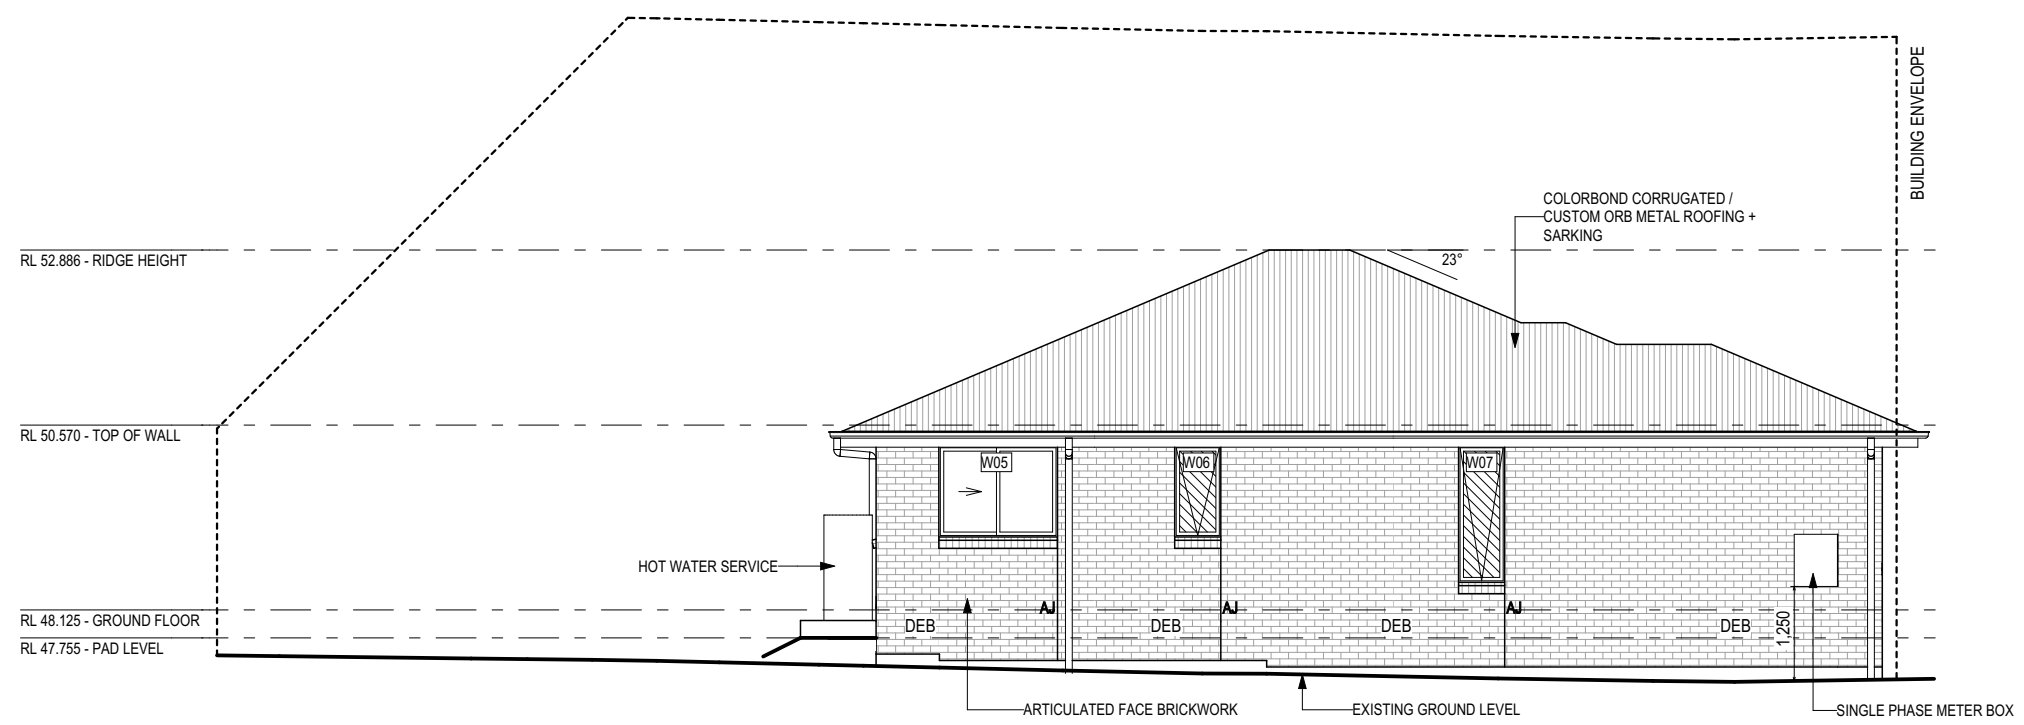 BUILDING ENVELOPE
COLORBOND CORRUGATED /
CUSTOM ORB METAL ROOFING +
SARKING
RL 52.886 - RIDGE HEIGHT
23°
RL 50.570 - TOP OF WALL
W05
W06
W07
HOT WATER SERVICE
RL 48.125 - GROUND FLOOR
AJ
AJ
AJ
DEB
DEB
DEB
DEB
1,250
RL 47.755 - PAD LEVEL
ARTICULATED FACE BRICKWORK
EXISTING GROUND LEVEL
SINGLE PHASE METER BOX